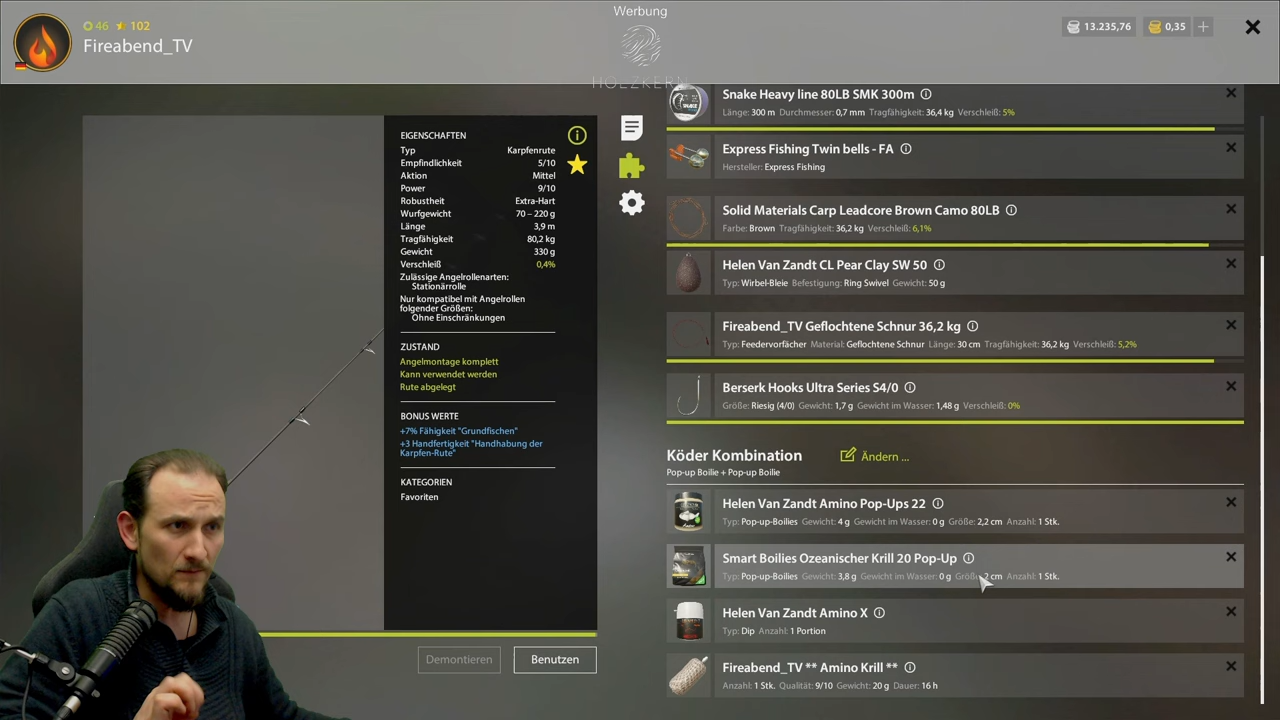 Werbung
46 102
Fireabend_TV
HOLZKERN
13.235,76
0,35
EIGENSCHAFTEN
Typ Karpfenrute
Empfindlichkeit 5/10
Aktion Mittel
Power 9/10
Robustheit Extra-Hart
Wurfgewicht 70 – 220 g
Länge 3,9 m
Tragfähigkeit 80,2 kg
Gewicht 330 g
Verschleiß 0,4%
Zulässige Angelrollenarten:
Stationärrolle
Nur kompatibel mit Angelrollen
folgender Größen:
Ohne Einschränkungen
ZUSTAND
Angelmontage komplett
Kann verwendet werden
Rute abgelegt
BONUS WERTE
+7% Fähigkeit "Grundfischen"
+3 Handfertigkeit "Handhabung der
Karpfen-Rute"
KATEGORIEN
Favoriten
Demontieren
Benutzen
Snake Heavy line 80LB SMK 300m
Länge: 300 m Durchmesser: 0,7 mm Tragfähigkeit: 36,4 kg Verschleiß: 5%
Express Fishing Twin bells - FA
Hersteller: Express Fishing
Solid Materials Carp Leadcore Brown Camo 80LB
Farbe: Brown Tragfähigkeit: 36,2 kg Verschleiß: 6,1%
Helen Van Zandt CL Pear Clay SW 50
Typ: Wirbel-Bleie Befestigung: Ring Swivel Gewicht: 50 g
Fireabend_TV Geflochtene Schnur 36,2 kg
Typ: Feedervorfächer Material: Geflochtene Schnur Länge: 30 cm Tragfähigkeit: 36,2 kg Verschleiß: 5,2%
Berserk Hooks Ultra Series S4/0
Größe: Riesig (4/0) Gewicht: 1,7 g Gewicht im Wasser: 1,48 g Verschleiß: 0%
Köder Kombination
Ändern ...
Pop-up Boilie + Pop-up Boilie
Helen Van Zandt Amino Pop-Ups 22
Typ: Pop-up-Boilies Gewicht: 4 g Gewicht im Wasser: 0 g Größe: 2,2 cm Anzahl: 1 Stk.
Smart Boilies Ozeanischer Krill 20 Pop-Up
Typ: Pop-up-Boilies Gewicht: 3,8 g Gewicht im Wasser: 0 g Größe: 2 cm Anzahl: 1 Stk.
Helen Van Zandt Amino X
Typ: Dip Anzahl: 1 Portion
Fireabend_TV ** Amino Krill **
Anzahl: 1 Stk. Qualität: 9/10 Gewicht: 20 g Dauer: 16 h